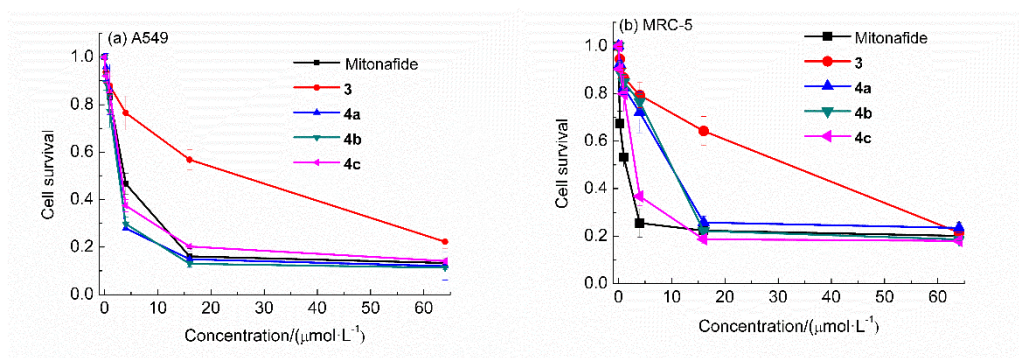 (a) A549
Mitonafide
3
4a
4b
4c
1.0
0.8
0.6
0.4
0.2
0.0
Cell survival
0 10 20 30 40 50 60
Concentration/(μmol·L⁻¹)
(b) MRC-5
Mitonafide
3
4a
4b
4c
1.0
0.8
0.6
0.4
0.2
0.0
Cell survival
0 10 20 30 40 50 60
Concentration/(μmol·L⁻¹)